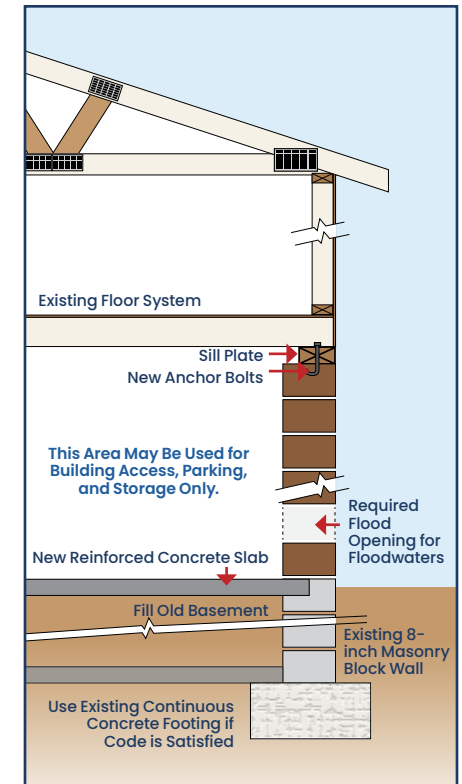 Existing Floor System
Sill Plate
New Anchor Bolts
This Area May Be Used for
Building Access, Parking,
and Storage Only.
Required
Flood
Opening for
Floodwaters
New Reinforced Concrete Slab
Fill Old Basement
Existing 8-
inch Masonry
Block Wall
Use Existing Continuous
Concrete Footing if
Code is Satisfied